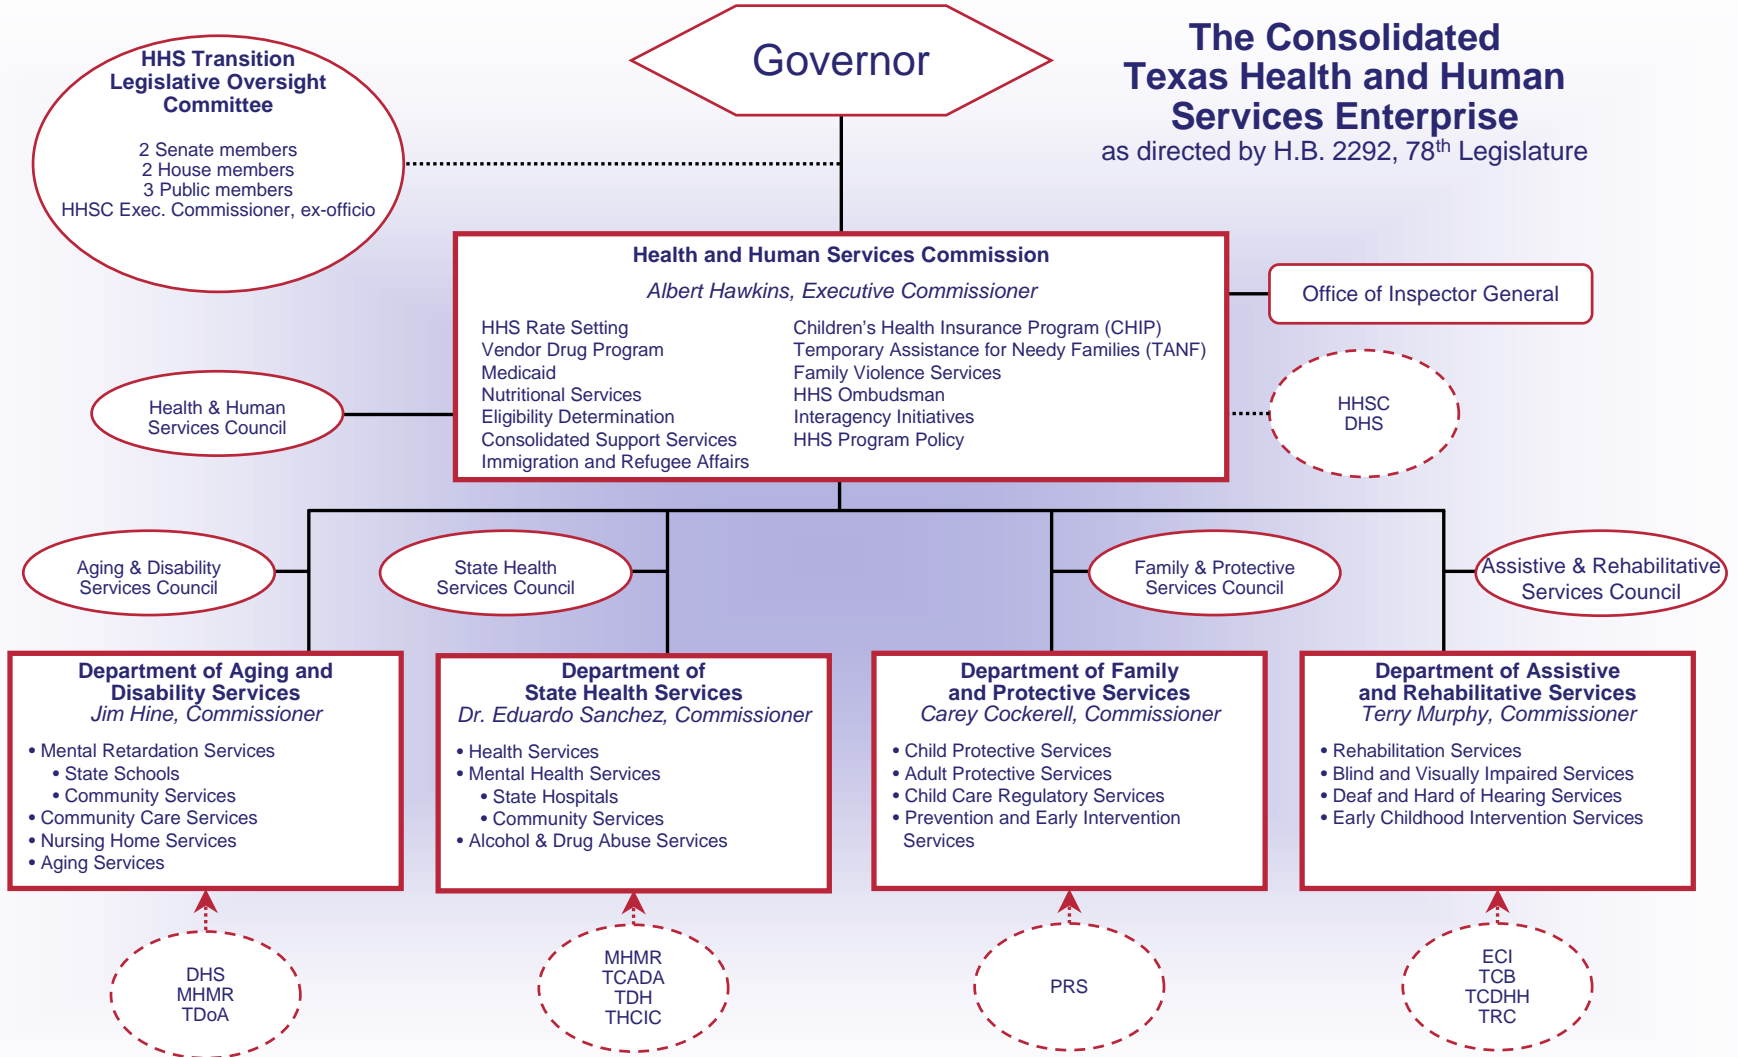 The Consolidated
Texas Health and Human
Services Enterprise
as directed by H.B. 2292, 78th Legislature
Governor
HHS Transition
Legislative Oversight
Committee
2 Senate members
2 House members
3 Public members
HHSC Exec. Commissioner, ex-officio
Health and Human Services Commission
Albert Hawkins, Executive Commissioner
HHS Rate Setting
Vendor Drug Program
Medicaid
Nutritional Services
Eligibility Determination
Consolidated Support Services
Immigration and Refugee Affairs
Children’s Health Insurance Program (CHIP)
Temporary Assistance for Needy Families (TANF)
Family Violence Services
HHS Ombudsman
Interagency Initiatives
HHS Program Policy
Office of Inspector General
Health & Human
Services Council
HHSC
DHS
Aging & Disability
Services Council
State Health
Services Council
Family & Protective
Services Council
Assistive & Rehabilitative
Services Council
Department of Aging and
Disability Services
Jim Hine, Commissioner
• Mental Retardation Services
• State Schools
• Community Services
• Community Care Services
• Nursing Home Services
• Aging Services
Department of
State Health Services
Dr. Eduardo Sanchez, Commissioner
• Health Services
• Mental Health Services
• State Hospitals
• Community Services
• Alcohol & Drug Abuse Services
Department of Family
and Protective Services
Carey Cockerell, Commissioner
• Child Protective Services
• Adult Protective Services
• Child Care Regulatory Services
• Prevention and Early Intervention
Services
Department of Assistive
and Rehabilitative Services
Terry Murphy, Commissioner
• Rehabilitation Services
• Blind and Visually Impaired Services
• Deaf and Hard of Hearing Services
• Early Childhood Intervention Services
DHS
MHMR
TDoA
MHMR
TCADA
TDH
THCIC
PRS
ECI
TCB
TCDHH
TRC